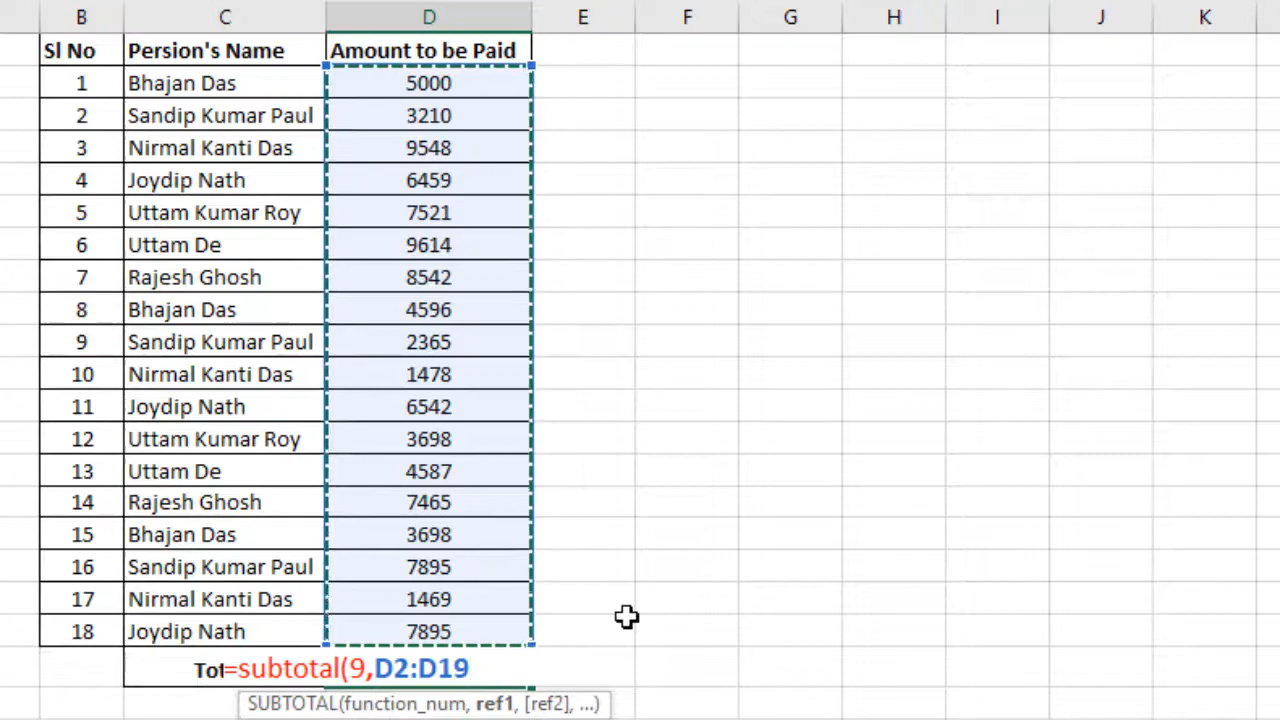 B C D E F G H I J K
Sl No Persion's Name Amount to be Paid
1 Bhajan Das 5000
2 Sandip Kumar Paul 3210
3 Nirmal Kanti Das 9548
4 Joydip Nath 6459
5 Uttam Kumar Roy 7521
6 Uttam De 9614
7 Rajesh Ghosh 8542
8 Bhajan Das 4596
9 Sandip Kumar Paul 2365
10 Nirmal Kanti Das 1478
11 Joydip Nath 6542
12 Uttam Kumar Roy 3698
13 Uttam De 4587
14 Rajesh Ghosh 7465
15 Bhajan Das 3698
16 Sandip Kumar Paul 7895
17 Nirmal Kanti Das 1469
18 Joydip Nath 7895
Tot =subtotal(9,D2:D19
SUBTOTAL(function_num, ref1, [ref2], ...)